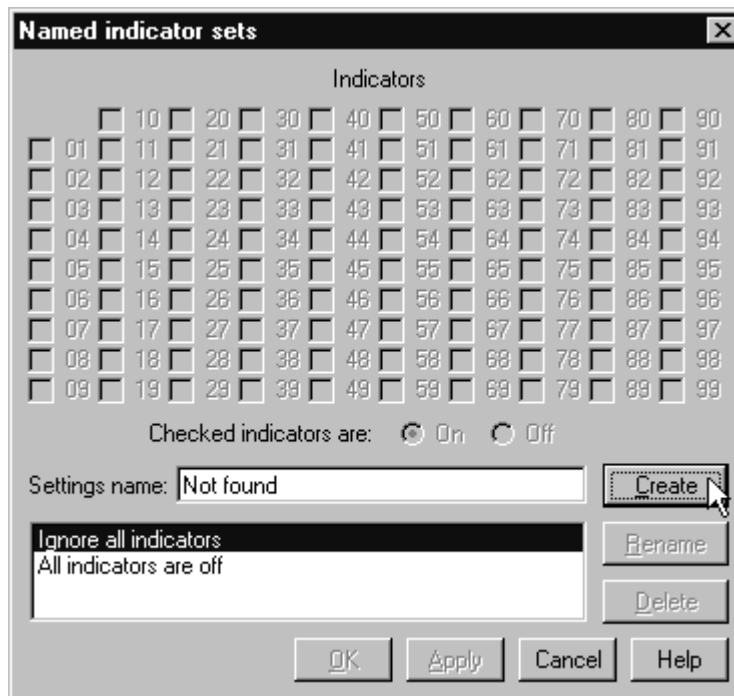 Named indicator sets
Indicators
10 20 30 40 50 60 70 80 90
01 11 21 31 41 51 61 71 81 91
02 12 22 32 42 52 62 72 82 92
03 13 23 33 43 53 63 73 83 93
04 14 24 34 44 54 64 74 84 94
05 15 25 35 45 55 65 75 85 95
06 16 26 36 46 56 66 76 86 96
07 17 27 37 47 57 67 77 87 97
08 18 28 38 48 58 68 78 88 98
09 19 29 39 49 59 69 79 89 99
Checked indicators are: On Off
Settings name: Not found Create
Ignore all indicators Rename
All indicators are off
Delete
OK Apply Cancel Help